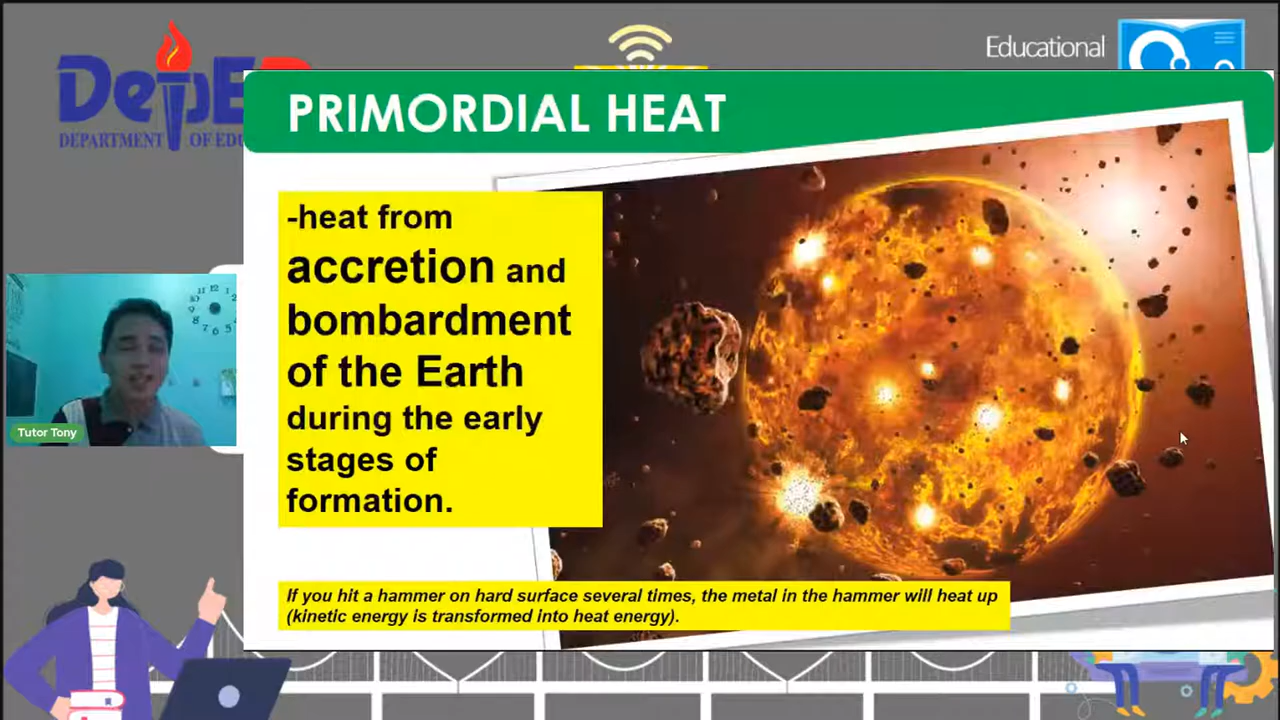 Educational
DepE
DEPARTMENT OF EDU
PRIMORDIAL HEAT
-heat from
accretion and
bombardment
of the Earth
during the early
stages of
formation.
If you hit a hammer on hard surface several times, the metal in the hammer will heat up
(kinetic energy is transformed into heat energy).
Tutor Tony